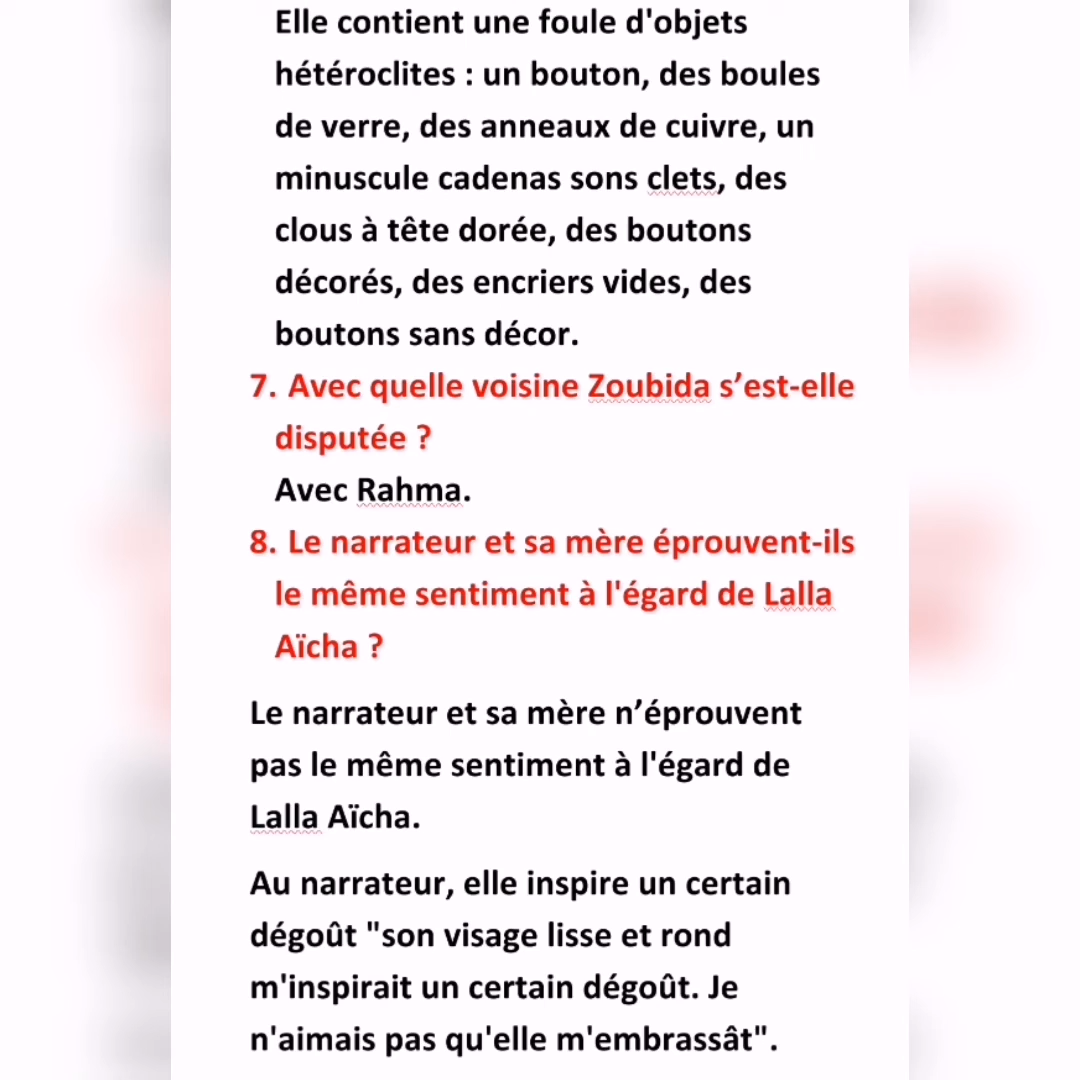 Elle contient une foule d'objets
hétéroclites : un bouton, des boules
de verre, des anneaux de cuivre, un
minuscule cadenas sons clets, des
clous à tête dorée, des boutons
décorés, des encriers vides, des
boutons sans décor.
7. Avec quelle voisine Zoubida s’est-elle
disputée ?
Avec Rahma.
8. Le narrateur et sa mère éprouvent-ils
le même sentiment à l'égard de Lalla
Aïcha ?
Le narrateur et sa mère n’éprouvent
pas le même sentiment à l'égard de
Lalla Aïcha.
Au narrateur, elle inspire un certain
dégoût "son visage lisse et rond
m'inspirait un certain dégoût. Je
n'aimais pas qu'elle m'embrassât".